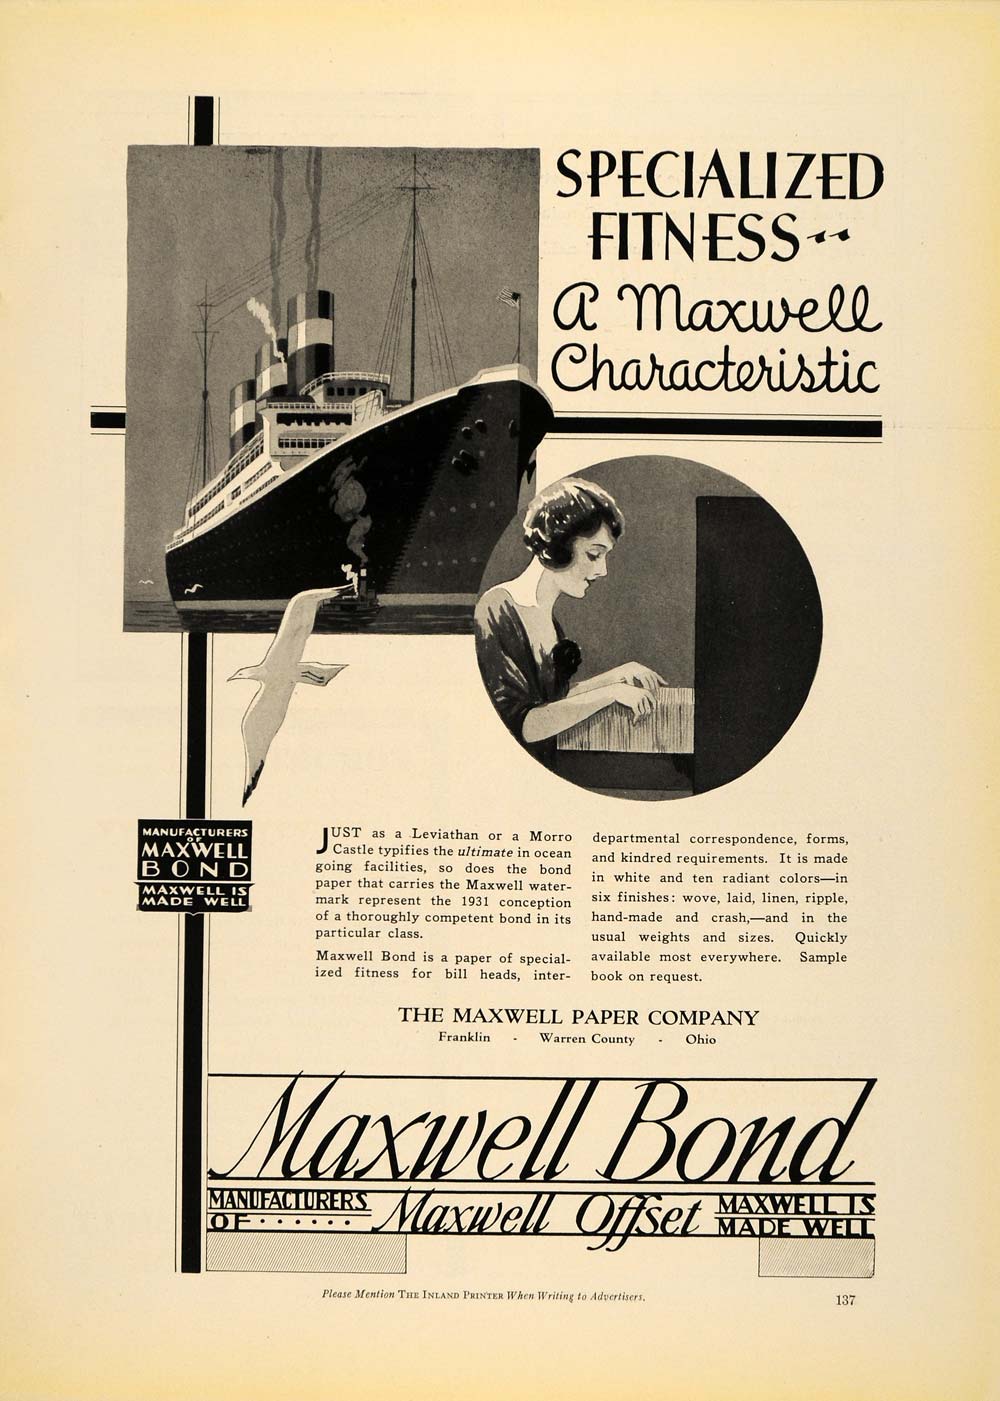 SPECIALIZED
FITNESS
A Maxwell
Characteristic
MANUFACTURERS
OF
MAXWELL
BOND
MAXWELL IS
MADE WELL
JUST as a Leviathan or a Morro
Castle typifies the ultimate in ocean
going facilities, so does the bond
paper that carries the Maxwell water-
mark represent the 1931 conception
of a thoroughly competent bond in its
particular class.
Maxwell Bond is a paper of special-
ized fitness for bill heads, inter-
departmental correspondence, forms,
and kindred requirements. It is made
in white and ten radiant colors—in
six finishes: wove, laid, linen, ripple,
hand-made and crash,—and in the
usual weights and sizes. Quickly
available most everywhere. Sample
book on request.
THE MAXWELL PAPER COMPANY
Franklin - Warren County - Ohio
Maxwell Bond
MANUFACTURERS
OF · · · · · · Maxwell Offset
MAXWELL IS
MADE WELL
Please Mention THE INLAND PRINTER When Writing to Advertisers.
137